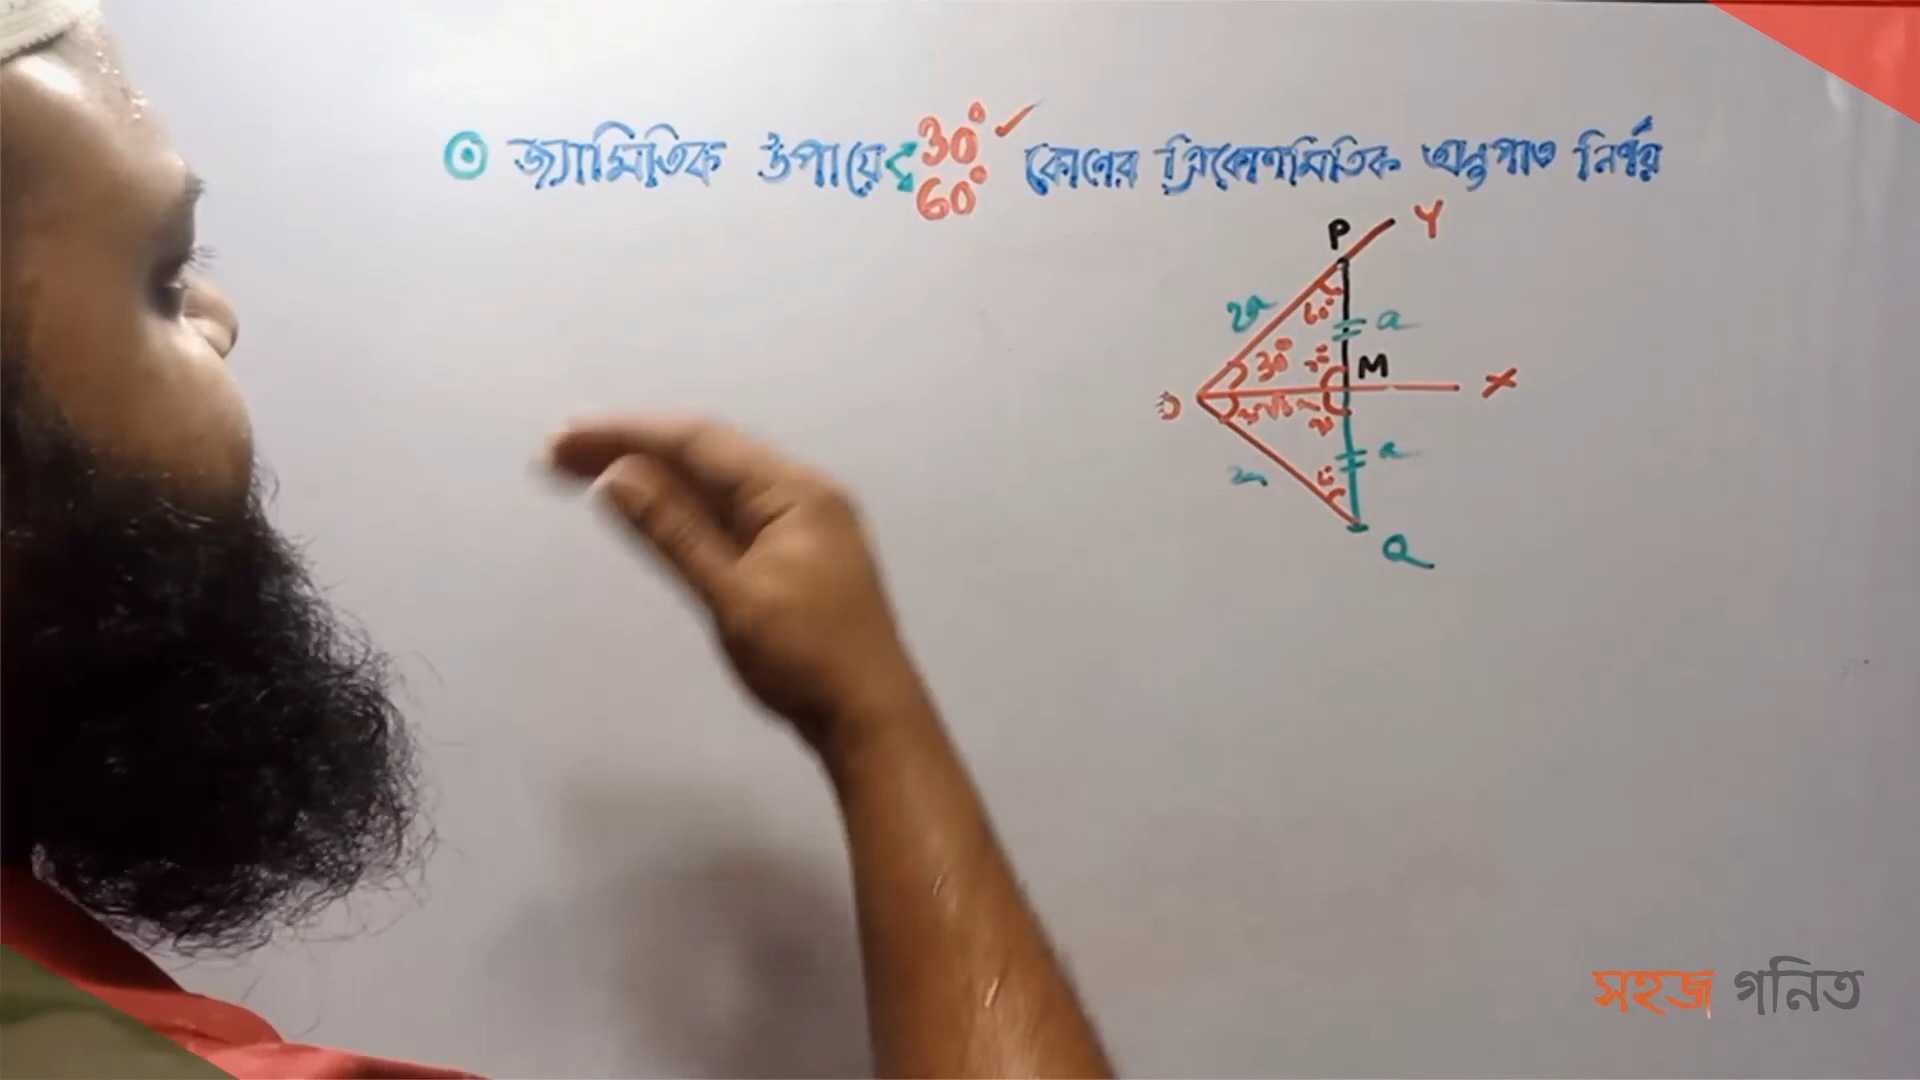 জ্যামিতিক উপায়ে 30° 60° কোণের ত্রিকোণমিতিক অনুপাত নির্ণয়
Y
P
2a
60°
a
30°
M
X
O
a
Q
সহজ গনিত